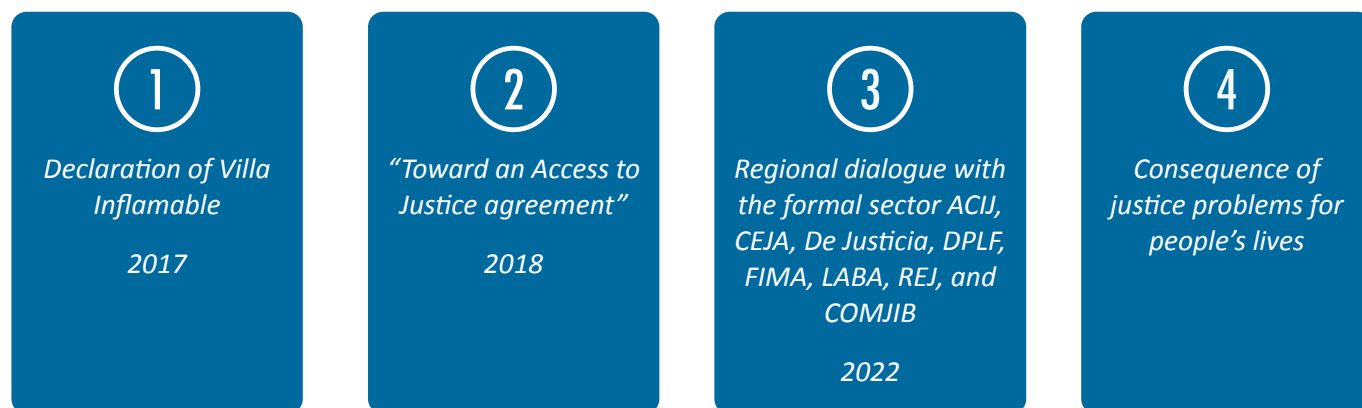 1
Declaration of Villa
Inflamable
2017
2
“Toward an Access to
Justice agreement”
2018
3
Regional dialogue with
the formal sector ACIJ,
CEJA, De Justicia, DPLF,
FIMA, LABA, REJ, and
COMJIB
2022
4
Consequence of
justice problems for
people’s lives